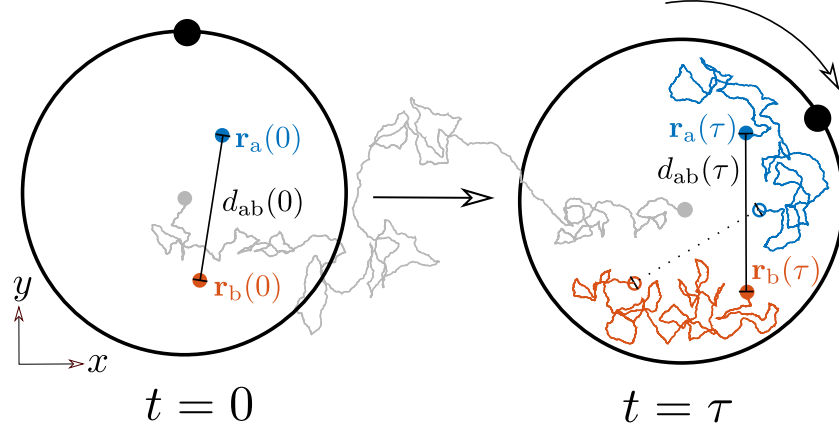 r_a(0)
d_ab(0)
r_b(0)
y
x
t = 0
r_a(τ)
d_ab(τ)
r_b(τ)
t = τ